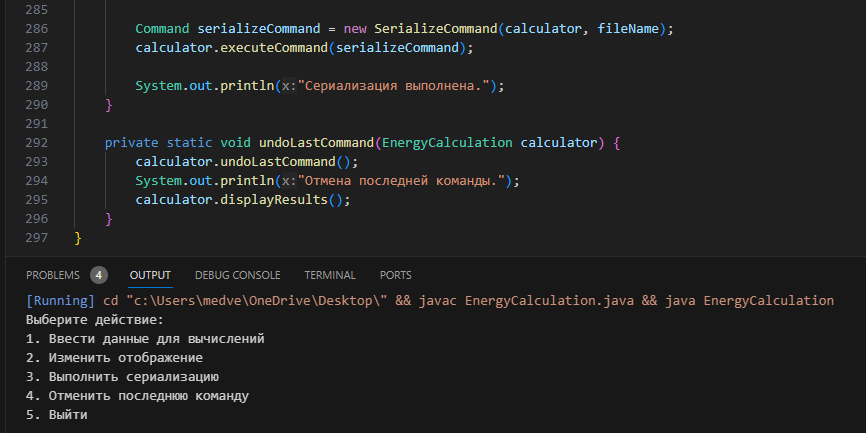 285
286 Command serializeCommand = new SerializeCommand(calculator, fileName);
287 calculator.executeCommand(serializeCommand);
288
289 System.out.println(x:"Сериализация выполнена.");
290 }
291
292 private static void undoLastCommand(EnergyCalculation calculator) {
293 calculator.undoLastCommand();
294 System.out.println(x:"Отмена последней команды.");
295 calculator.displayResults();
296 }
297 }
PROBLEMS 4 OUTPUT DEBUG CONSOLE TERMINAL PORTS
[Running] cd "c:\Users\medve\OneDrive\Desktop\" && javac EnergyCalculation.java && java EnergyCalculation
Выберите действие:
1. Ввести данные для вычислений
2. Изменить отображение
3. Выполнить сериализацию
4. Отменить последнюю команду
5. Выйти